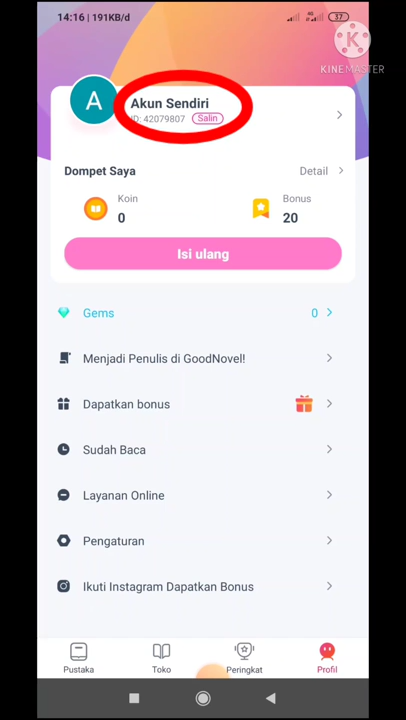 14:16 | 191KB/d
4G
37
K
KINEMASTER
A
Akun Sendiri
ID: 42079807 Salin
Dompet Saya Detail
Koin Bonus
0 20
Isi ulang
Gems 0
Menjadi Penulis di GoodNovel!
Dapatkan bonus
Sudah Baca
Layanan Online
Pengaturan
Ikuti Instagram Dapatkan Bonus
Pustaka Toko Peringkat Profil